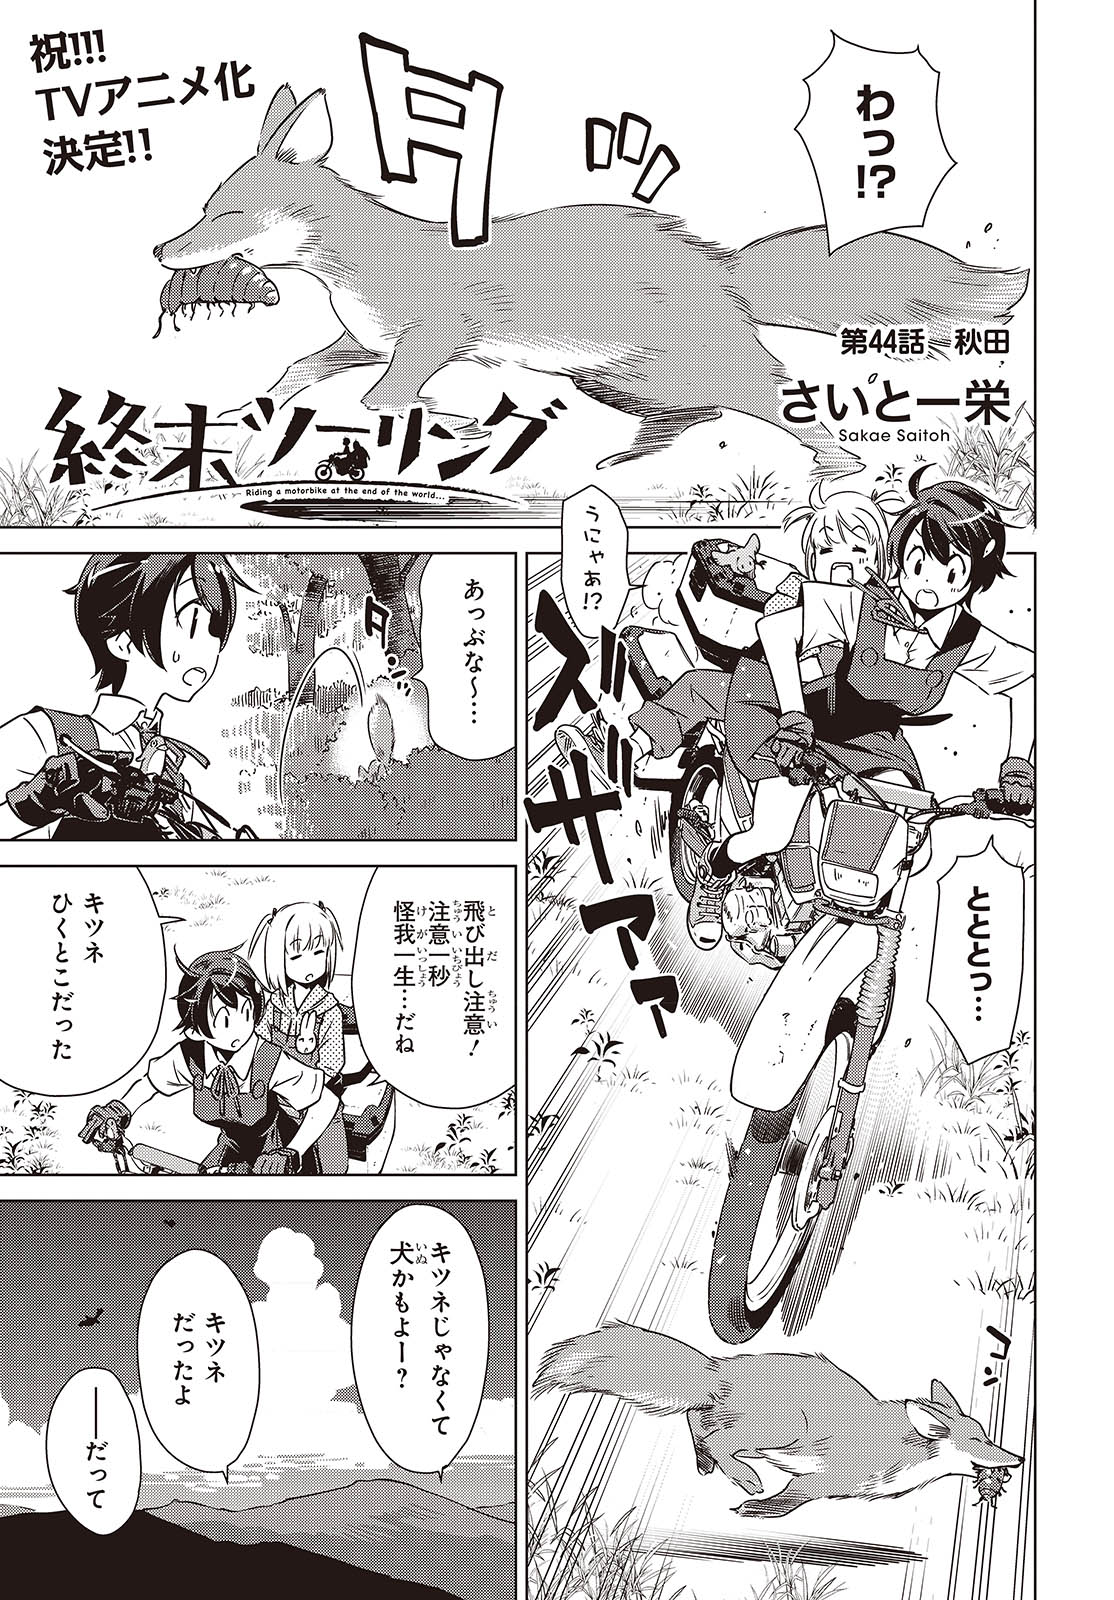 祝!!!
TVアニメ化
決定!!
ダッ
わっ!?
第44話 秋田
さいとー栄
Sakae Saitoh
終末ツーリング
Riding a motorbike at the end of the world...
うにゃあ!?
ズザザァーァー
とととっ…
コンッ
あっぶな〜…
タッ
飛び出し注意!
注意一秒
怪我一生…だね
キツネ
ひくとこだった
キツネじゃなくて
犬かもよー?
キツネ
だったよ
――だって